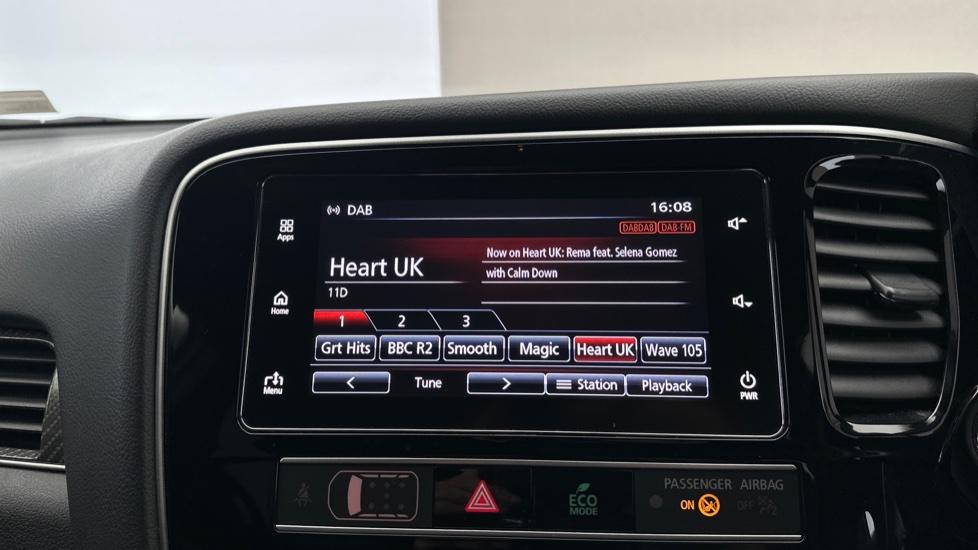 DAB
16:08
DABDAB DAB-FM
Apps
Now on Heart UK: Rema feat. Selena Gomez
with Calm Down
Heart UK
11D
Home
1 2 3
Grt Hits BBC R2 Smooth Magic Heart UK Wave 105
Menu
< Tune > Station Playback
PWR
PASSENGER AIRBAG
ECO
MODE
ON OFF